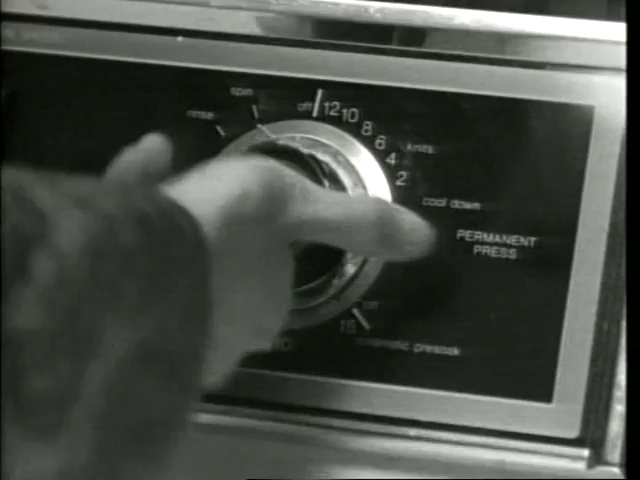 spin
rinse
off 12 10 8 6 4 2
knits
cool down
PERMANENT
PRESS
off
15
presoak